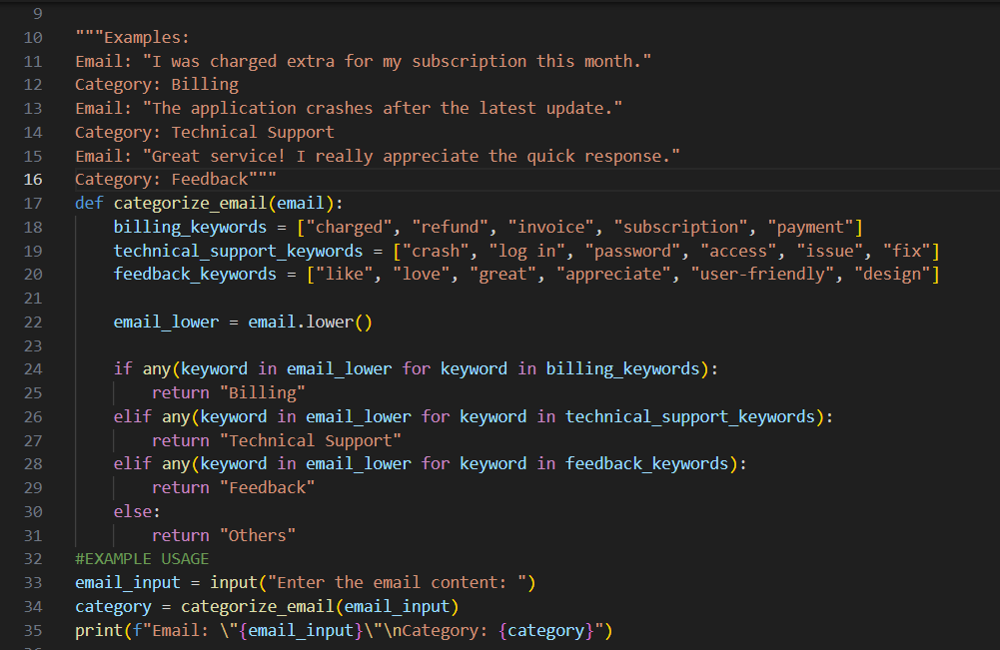 9
10 """Examples:
11 Email: "I was charged extra for my subscription this month."
12 Category: Billing
13 Email: "The application crashes after the latest update."
14 Category: Technical Support
15 Email: "Great service! I really appreciate the quick response."
16 Category: Feedback"""
17 def categorize_email(email):
18     billing_keywords = ["charged", "refund", "invoice", "subscription", "payment"]
19     technical_support_keywords = ["crash", "log in", "password", "access", "issue", "fix"]
20     feedback_keywords = ["like", "love", "great", "appreciate", "user-friendly", "design"]
21
22     email_lower = email.lower()
23
24     if any(keyword in email_lower for keyword in billing_keywords):
25         return "Billing"
26     elif any(keyword in email_lower for keyword in technical_support_keywords):
27         return "Technical Support"
28     elif any(keyword in email_lower for keyword in feedback_keywords):
29         return "Feedback"
30     else:
31         return "Others"
32 #EXAMPLE USAGE
33 email_input = input("Enter the email content: ")
34 category = categorize_email(email_input)
35 print(f"Email: \"{email_input}\"\nCategory: {category}")